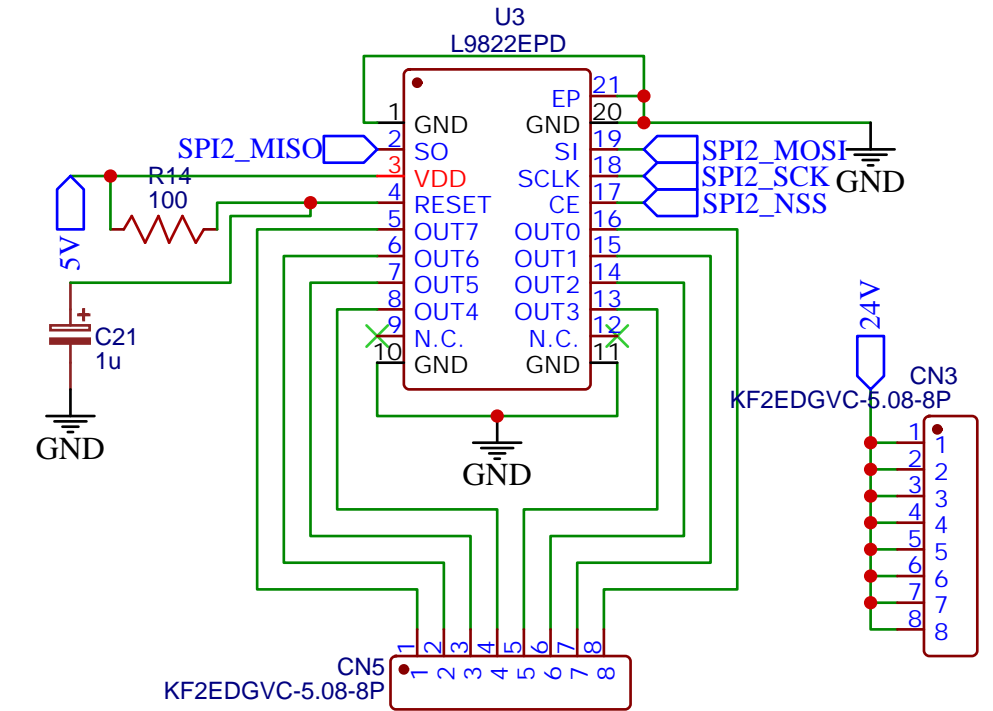 U3
L9822EPD
21
EP
1
20
GND
GND
2
19
SPI2_MISO
SO
SI
SPI2_MOSI
3
18
R14
VDD
SCLK
SPI2_SCK
GND
4
17
100
RESET
CE
SPI2_NSS
5
16
OUT7
OUT0
5V
6
15
OUT6
OUT1
7
14
OUT5
OUT2
8
13
OUT4
OUT3
24V
9
12
C21
N.C.
N.C.
1u
10
11
GND
GND
CN3
KF2EDGVC-5.08-8P
GND
GND
1 1
2 2
3 3
4 4
5 5
6 6
7 7
8 8
1 2 3 4 5 6 7 8
CN5
1 2 3 4 5 6 7 8
KF2EDGVC-5.08-8P